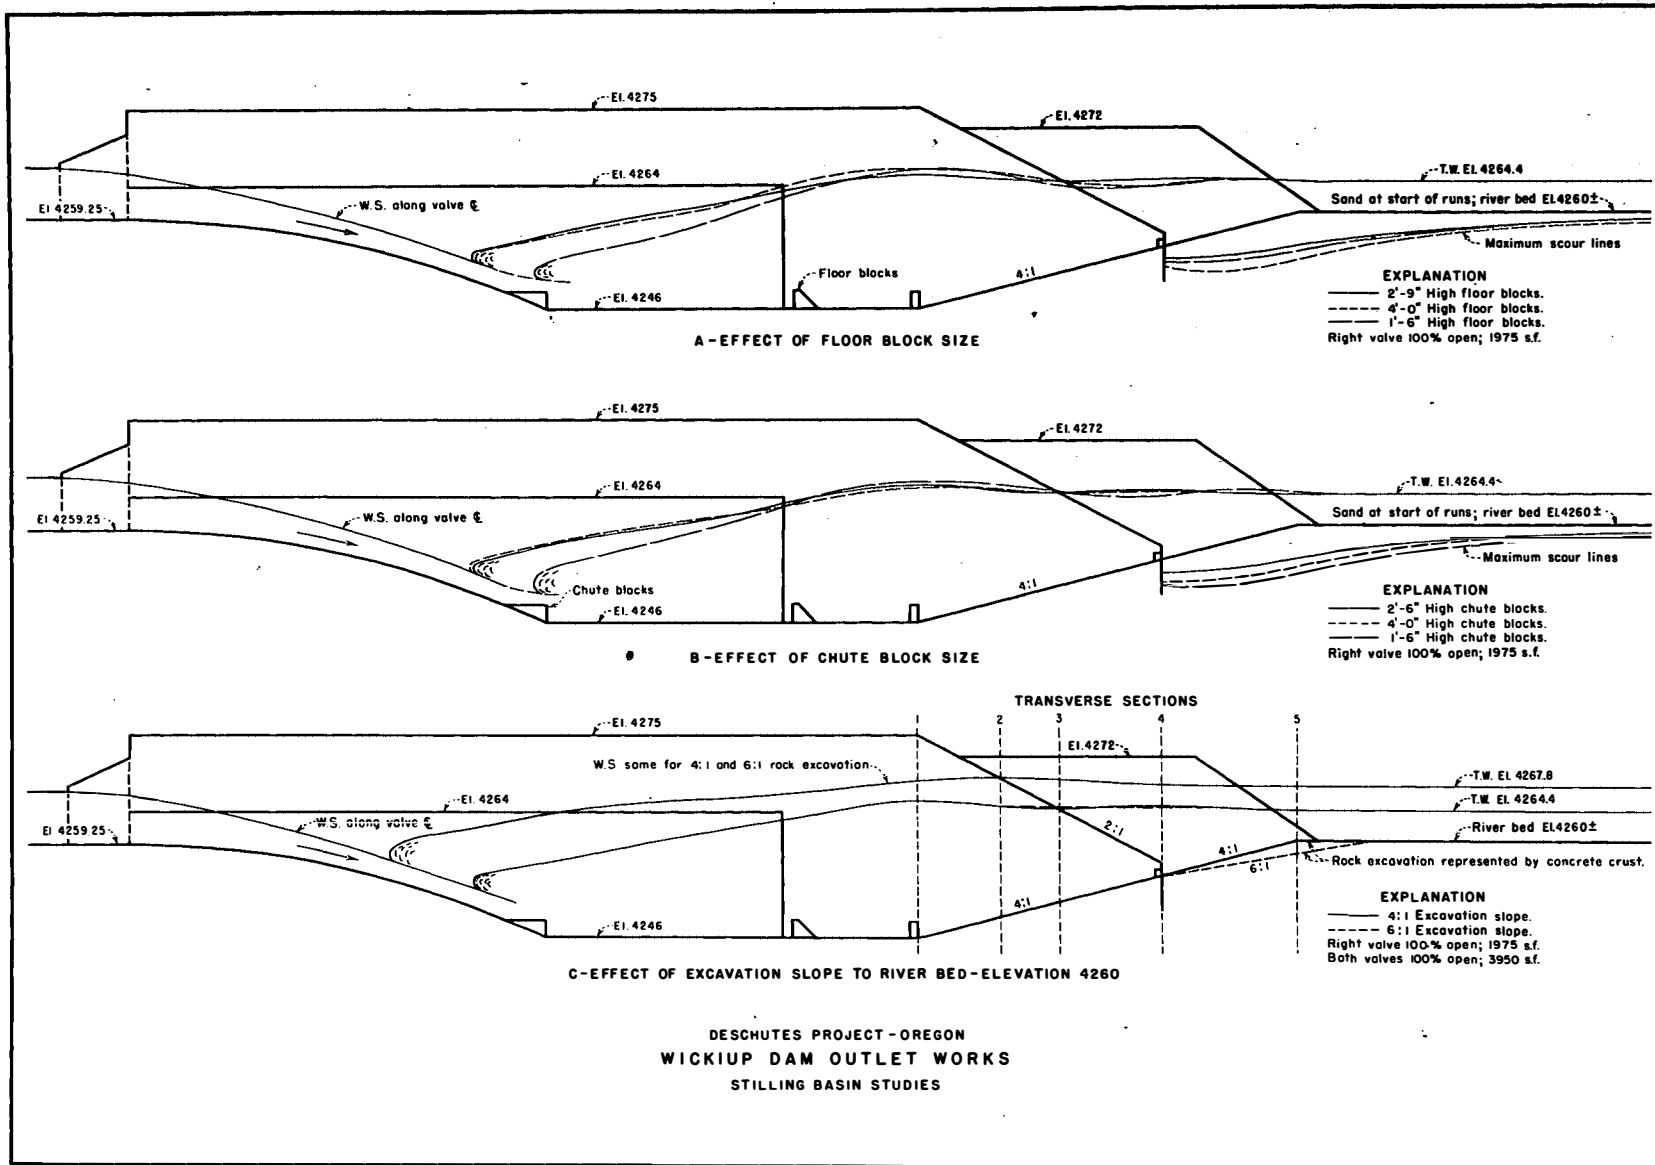 El. 4275
El. 4272
El. 4264
T.W. El. 4264.4
El 4259.25
W.S. along valve ℄
Sand at start of runs; river bed El.4260±
Maximum scour lines
Floor blocks
4:1
El. 4246
EXPLANATION
2'-9" High floor blocks.
4'-0" High floor blocks.
1'-6" High floor blocks.
Right valve 100% open; 1975 s.f.
A-EFFECT OF FLOOR BLOCK SIZE
El. 4275
El. 4272
El. 4264
T.W. El. 4264.4
El 4259.25
W.S. along valve ℄
Sand at start of runs; river bed El.4260±
Maximum scour lines
Chute blocks
4:1
El. 4246
EXPLANATION
2'-6" High chute blocks.
4'-0" High chute blocks.
1'-6" High chute blocks.
Right valve 100% open; 1975 s.f.
B-EFFECT OF CHUTE BLOCK SIZE
TRANSVERSE SECTIONS
2 3 4 5
El. 4275
El. 4272
W.S same for 4:1 and 6:1 rock excavation
T.W. El. 4267.8
El. 4264
T.W. El. 4264.4
W.S. along valve ℄
El 4259.25
2:1
River bed El.4260±
4:1
6:1
Rock excavation represented by concrete crust.
4:1
El. 4246
EXPLANATION
4:1 Excavation slope.
6:1 Excavation slope.
Right valve 100% open; 1975 s.f.
Both valves 100% open; 3950 s.f.
C-EFFECT OF EXCAVATION SLOPE TO RIVER BED-ELEVATION 4260
DESCHUTES PROJECT-OREGON
WICKIUP DAM OUTLET WORKS
STILLING BASIN STUDIES